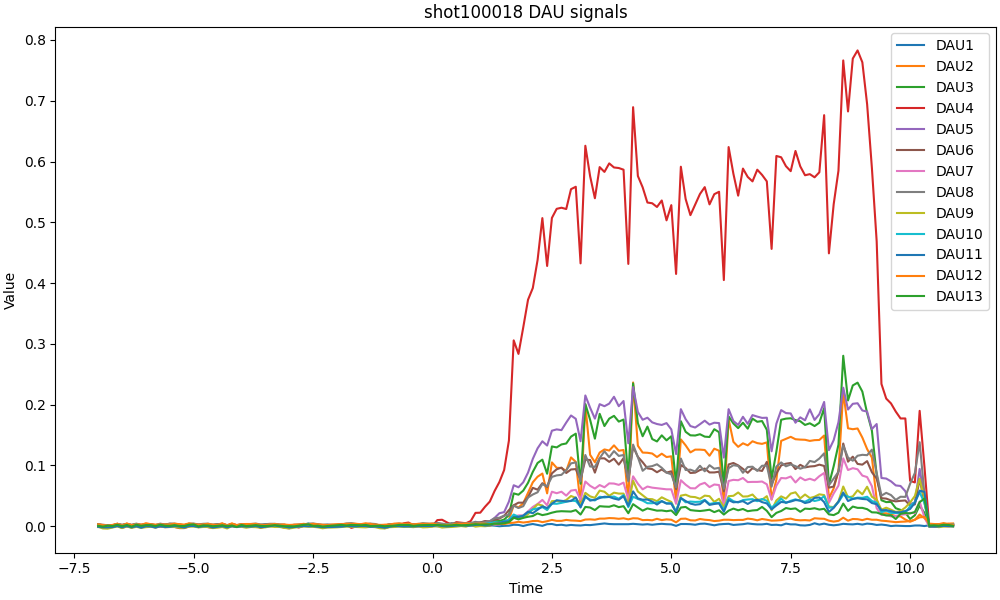 shot100018 DAU signals
Value
0.8
0.7
0.6
0.5
0.4
0.3
0.2
0.1
0.0
−7.5
−5.0
−2.5
0.0
2.5
5.0
7.5
10.0
Time
DAU1
DAU2
DAU3
DAU4
DAU5
DAU6
DAU7
DAU8
DAU9
DAU10
DAU11
DAU12
DAU13